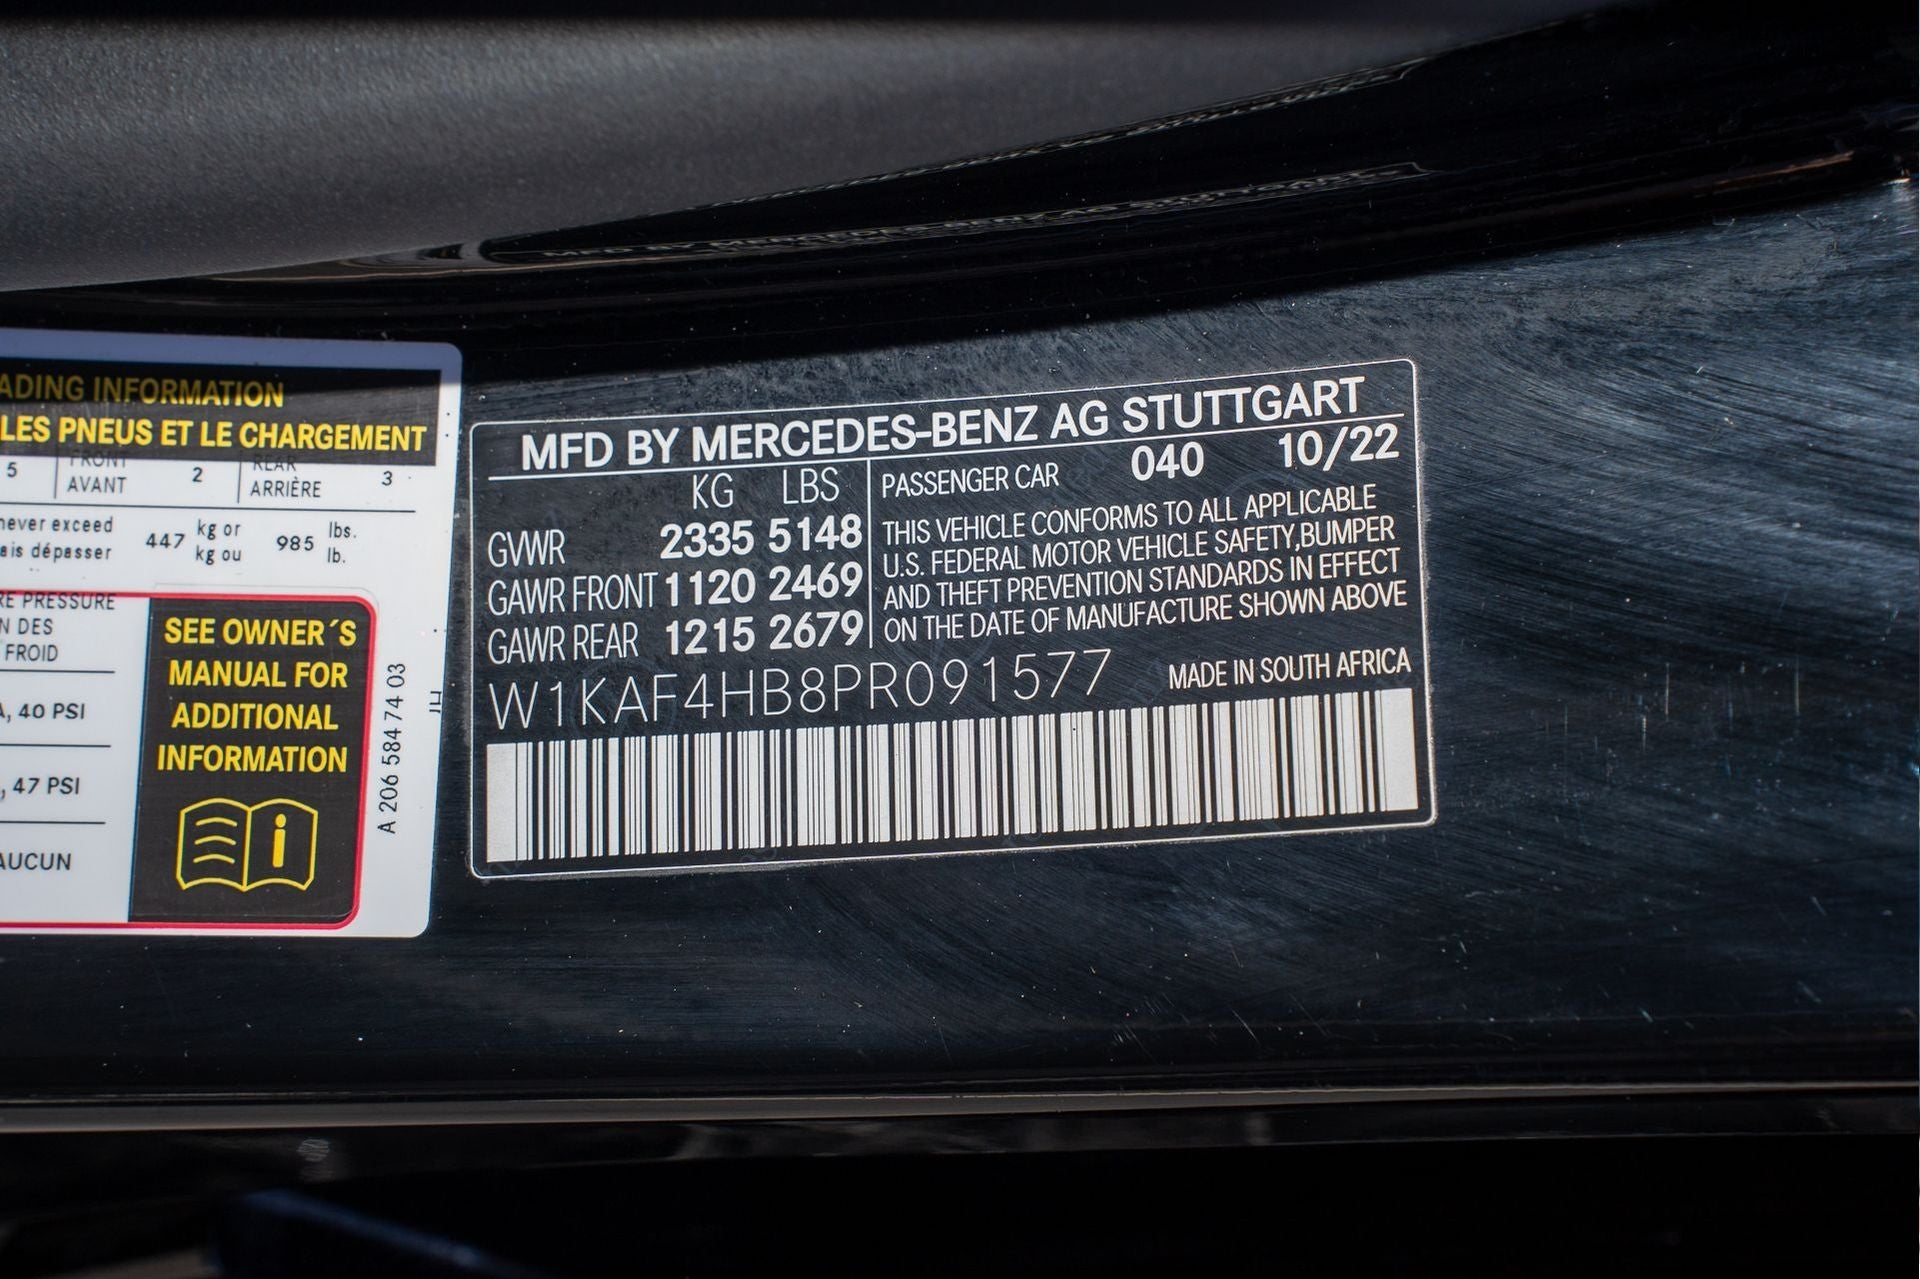 ADING INFORMATION
LES PNEUS ET LE CHARGEMENT
5 FRONT AVANT 2 REAR ARRIÈRE 3
never exceed 447 kg or 985 lbs.
ais dépasser kg ou lb.
RE PRESSURE
N DES
FROID
A, 40 PSI
, 47 PSI
AUCUN
SEE OWNER´S
MANUAL FOR
ADDITIONAL
INFORMATION
i
A 206 584 74 03
MFD BY MERCEDES-BENZ AG STUTTGART
KG LBS
GVWR 2335 5148
GAWR FRONT 1120 2469
GAWR REAR 1215 2679
PASSENGER CAR 040 10/22
THIS VEHICLE CONFORMS TO ALL APPLICABLE
U.S. FEDERAL MOTOR VEHICLE SAFETY,BUMPER
AND THEFT PREVENTION STANDARDS IN EFFECT
ON THE DATE OF MANUFACTURE SHOWN ABOVE
W1KAF4HB8PR091577 MADE IN SOUTH AFRICA